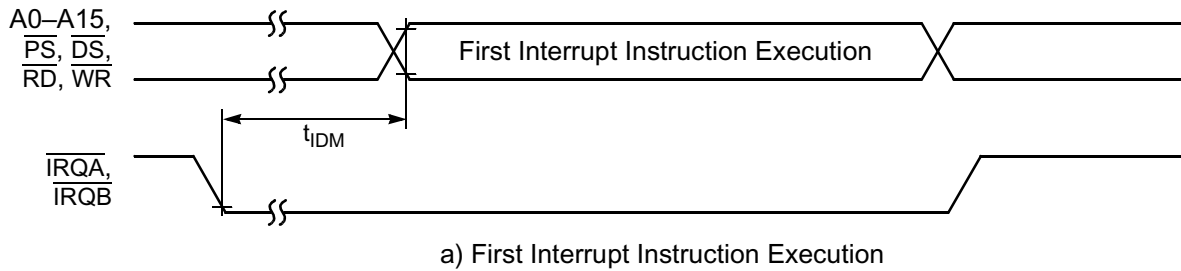 A0–A15,
PS, DS,
RD, WR
First Interrupt Instruction Execution
tIDM
IRQA,
IRQB
a) First Interrupt Instruction Execution